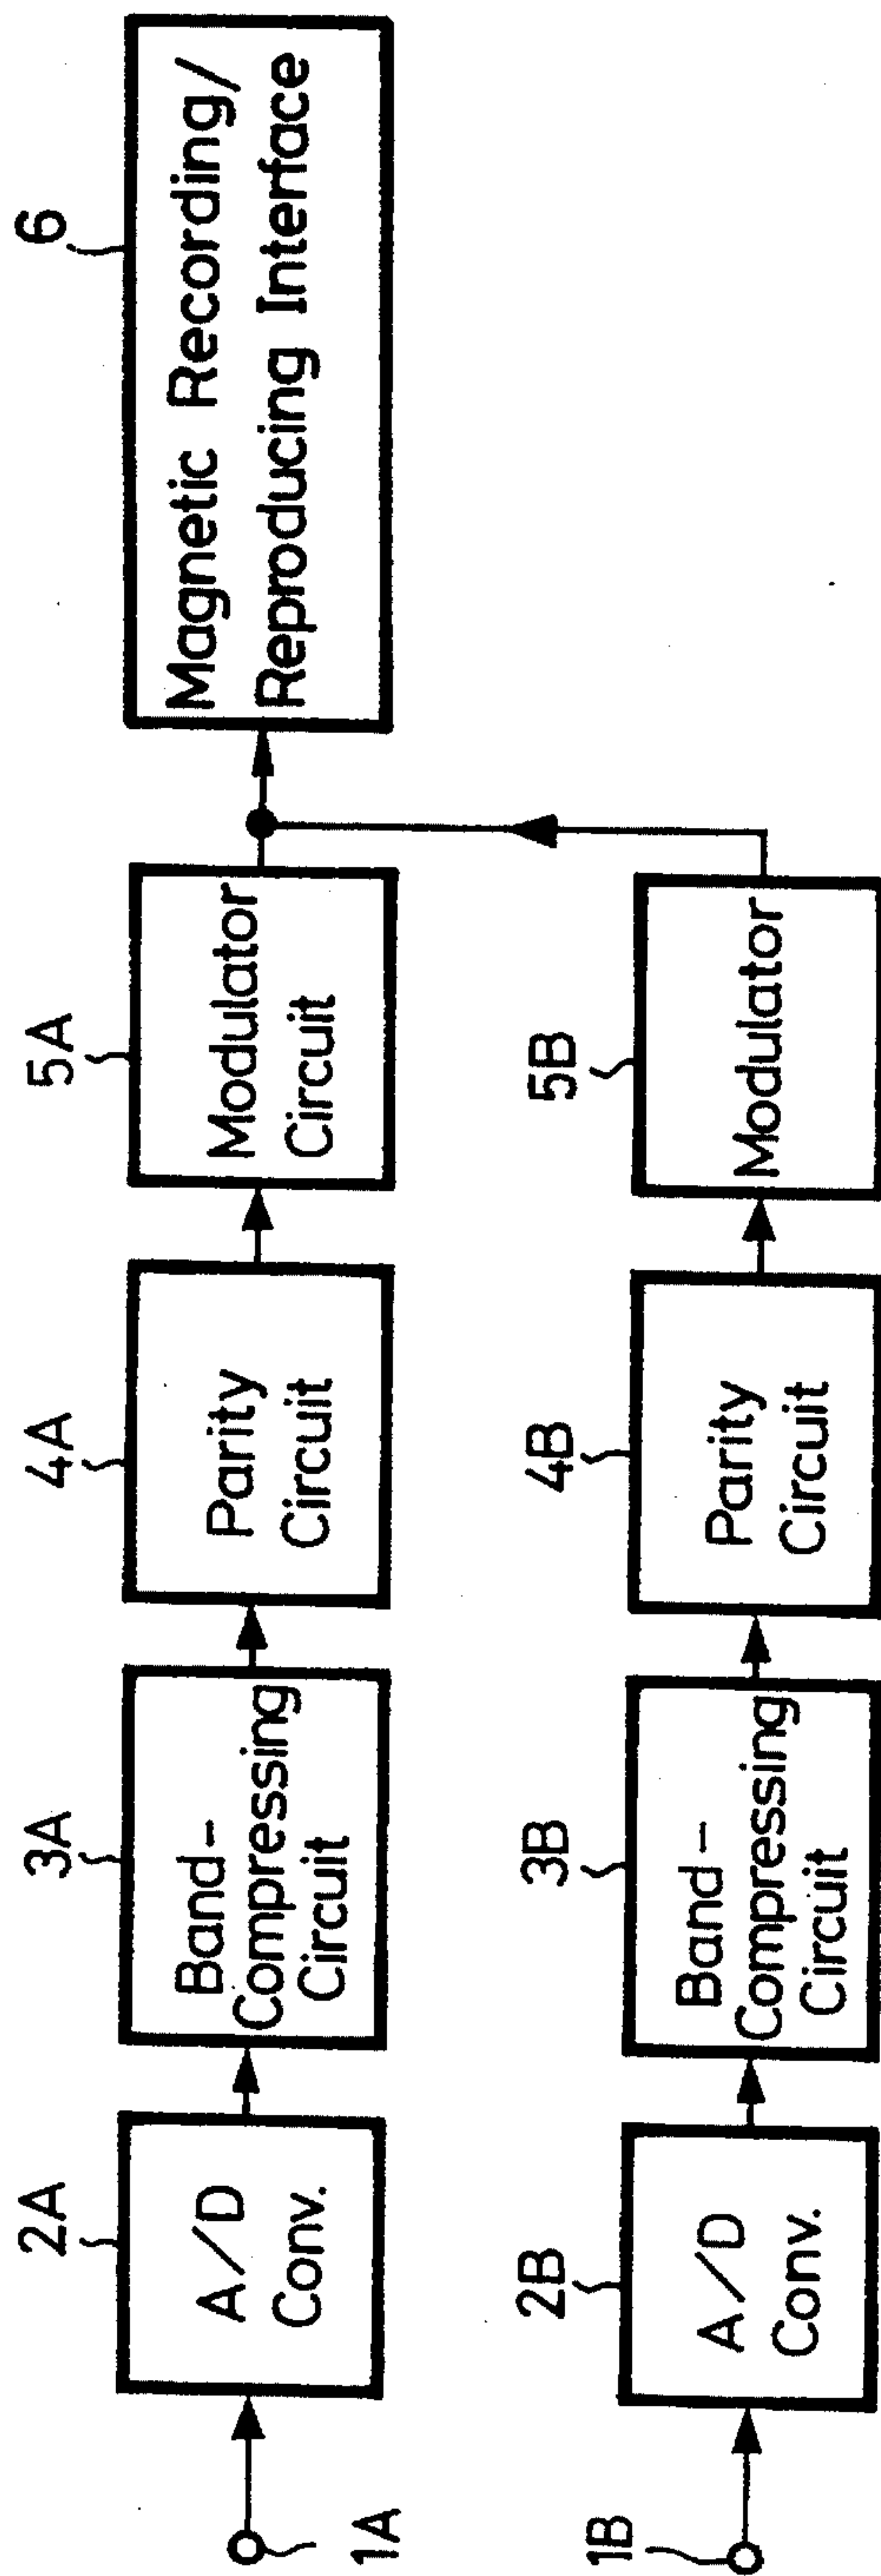 1A
2A
A/D
Conv.
3A
Band-
Compressing
Circuit
4A
Parity
Circuit
5A
Modulator
Circuit
6
Magnetic Recording/
Reproducing Interface
1B
2B
A/D
Conv.
3B
Band-
Compressing
Circuit
4B
Parity
Circuit
5B
Modulator